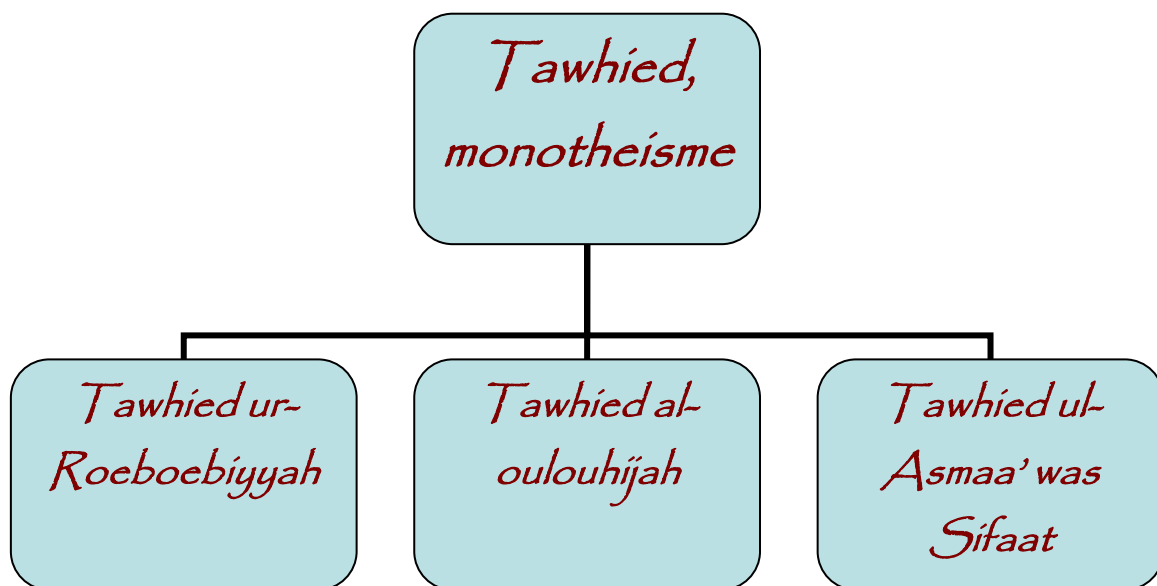 Tawhied,
monotheisme
Tawhied ur-
Roeboebiyyah
Tawhied al-
oulouhijah
Tawhied ul-
Asmaa’ was
Sifaat